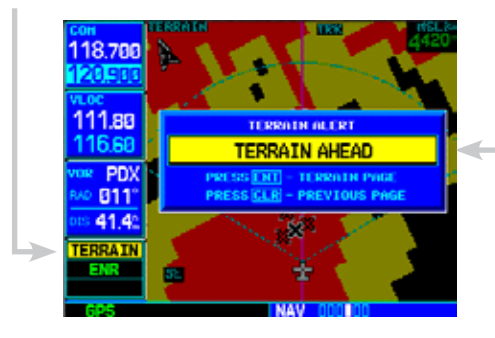 COM
118.700
120.900
VLOC
111.80
116.60
VOR PDX
RAD 011°
DIS 41.4
TERRAIN
ENR
GPS
TERRAIN
TRK
MSL
4420
TERRAIN ALERT
TERRAIN AHEAD
PRESS ENT - TERRAIN PAGE
PRESS CLR - PREVIOUS PAGE
NAV